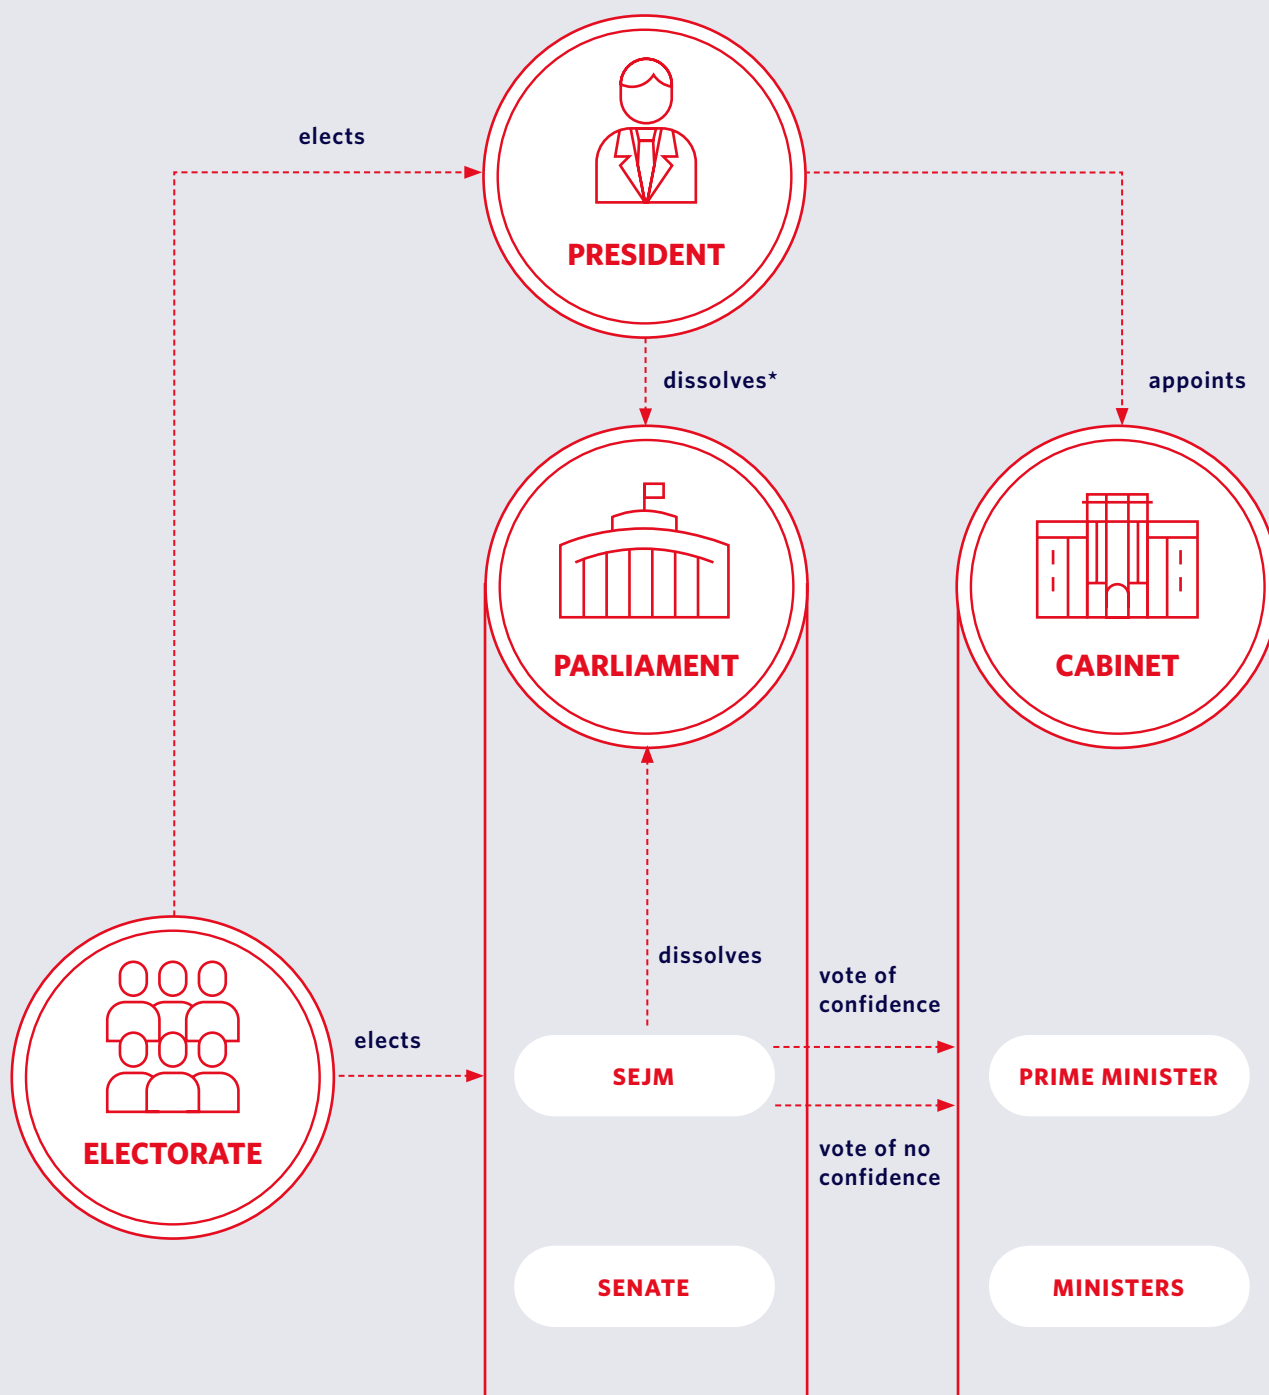 elects
PRESIDENT
dissolves*
appoints
PARLIAMENT
CABINET
dissolves
vote of
confidence
elects
SEJM
PRIME MINISTER
ELECTORATE
vote of no
confidence
SENATE
MINISTERS